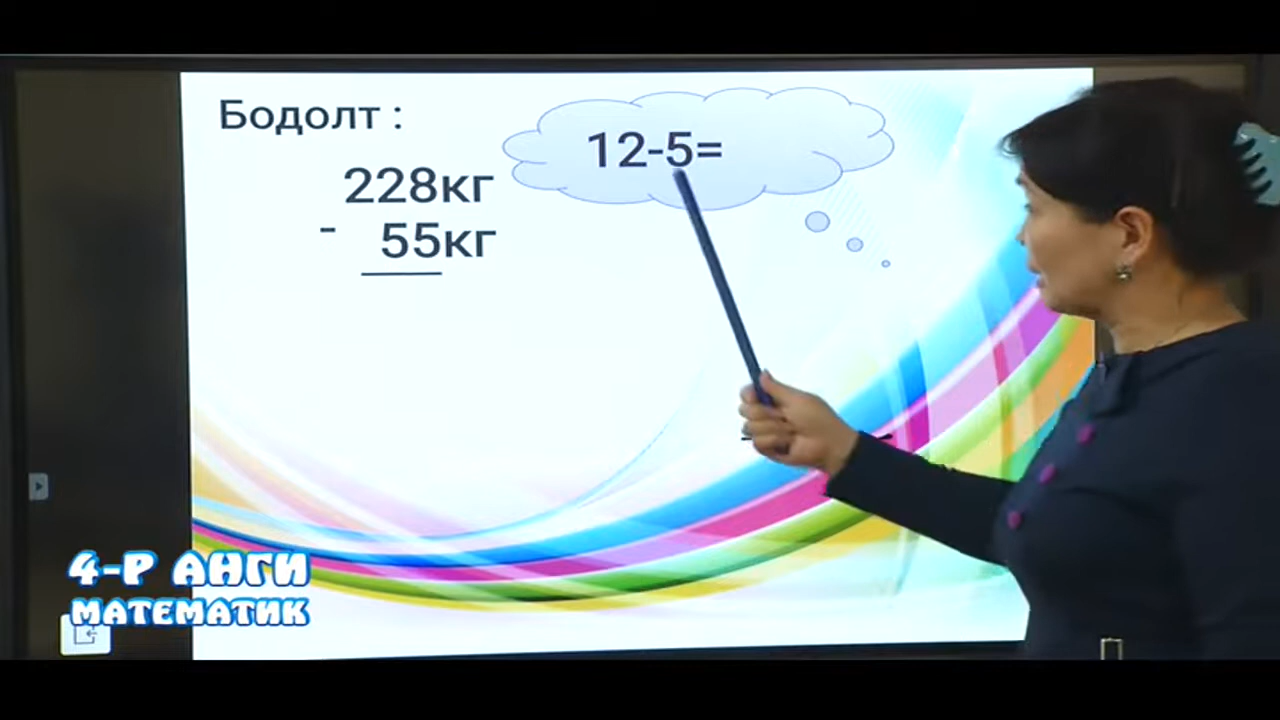 Бодолт :
12-5=
228кг
- 55кг
4-Р АНГИ
МАТЕМАТИК